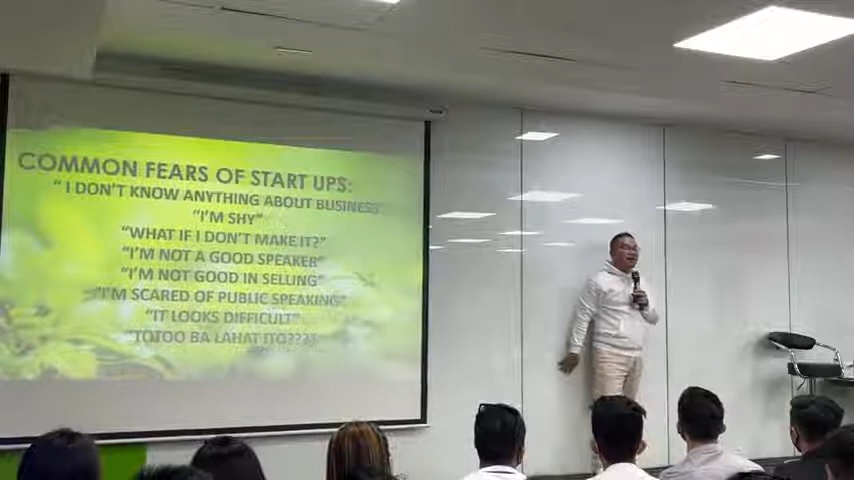 COMMON FEARS OF START UPS:
"I DON'T KNOW ANYTHING ABOUT BUSINESS"
"I'M SHY"
"WHAT IF I DON'T MAKE IT?"
"I'M NOT A GOOD SPEAKER"
"I'M NOT GOOD IN SELLING"
"I'M SCARED OF PUBLIC SPEAKING"
"IT LOOKS DIFFICULT"
TOTOO BA LAHAT ITO????